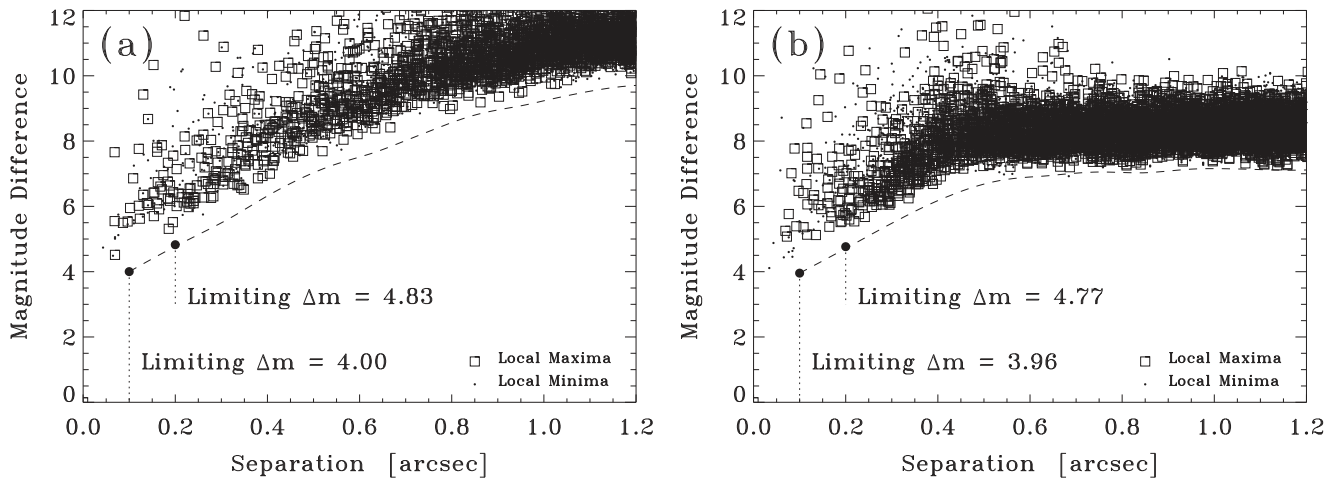 (a)
12
10
8
6
4
2
0
Magnitude Difference
Limiting Δm = 4.83
Limiting Δm = 4.00
Local Maxima
Local Minima
0.0 0.2 0.4 0.6 0.8 1.0 1.2
Separation [arcsec]
(b)
12
10
8
6
4
2
0
Magnitude Difference
Limiting Δm = 4.77
Limiting Δm = 3.96
Local Maxima
Local Minima
0.0 0.2 0.4 0.6 0.8 1.0 1.2
Separation [arcsec]